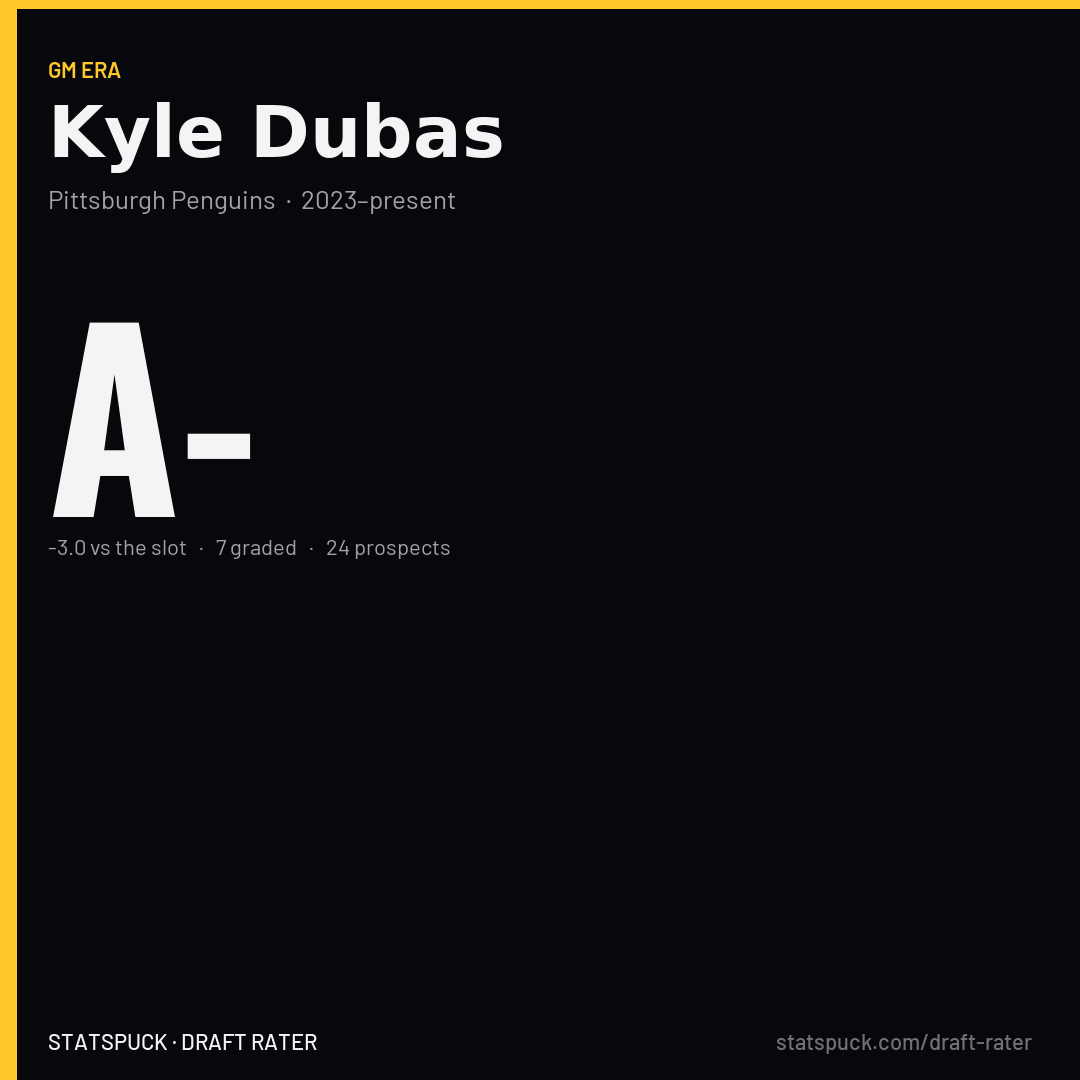 GM ERA
Kyle Dubas
Pittsburgh Penguins · 2023–present
A-
-3.0 vs the slot · 7 graded · 24 prospects
STATSPUCK · DRAFT RATER
statspuck.com/draft-rater